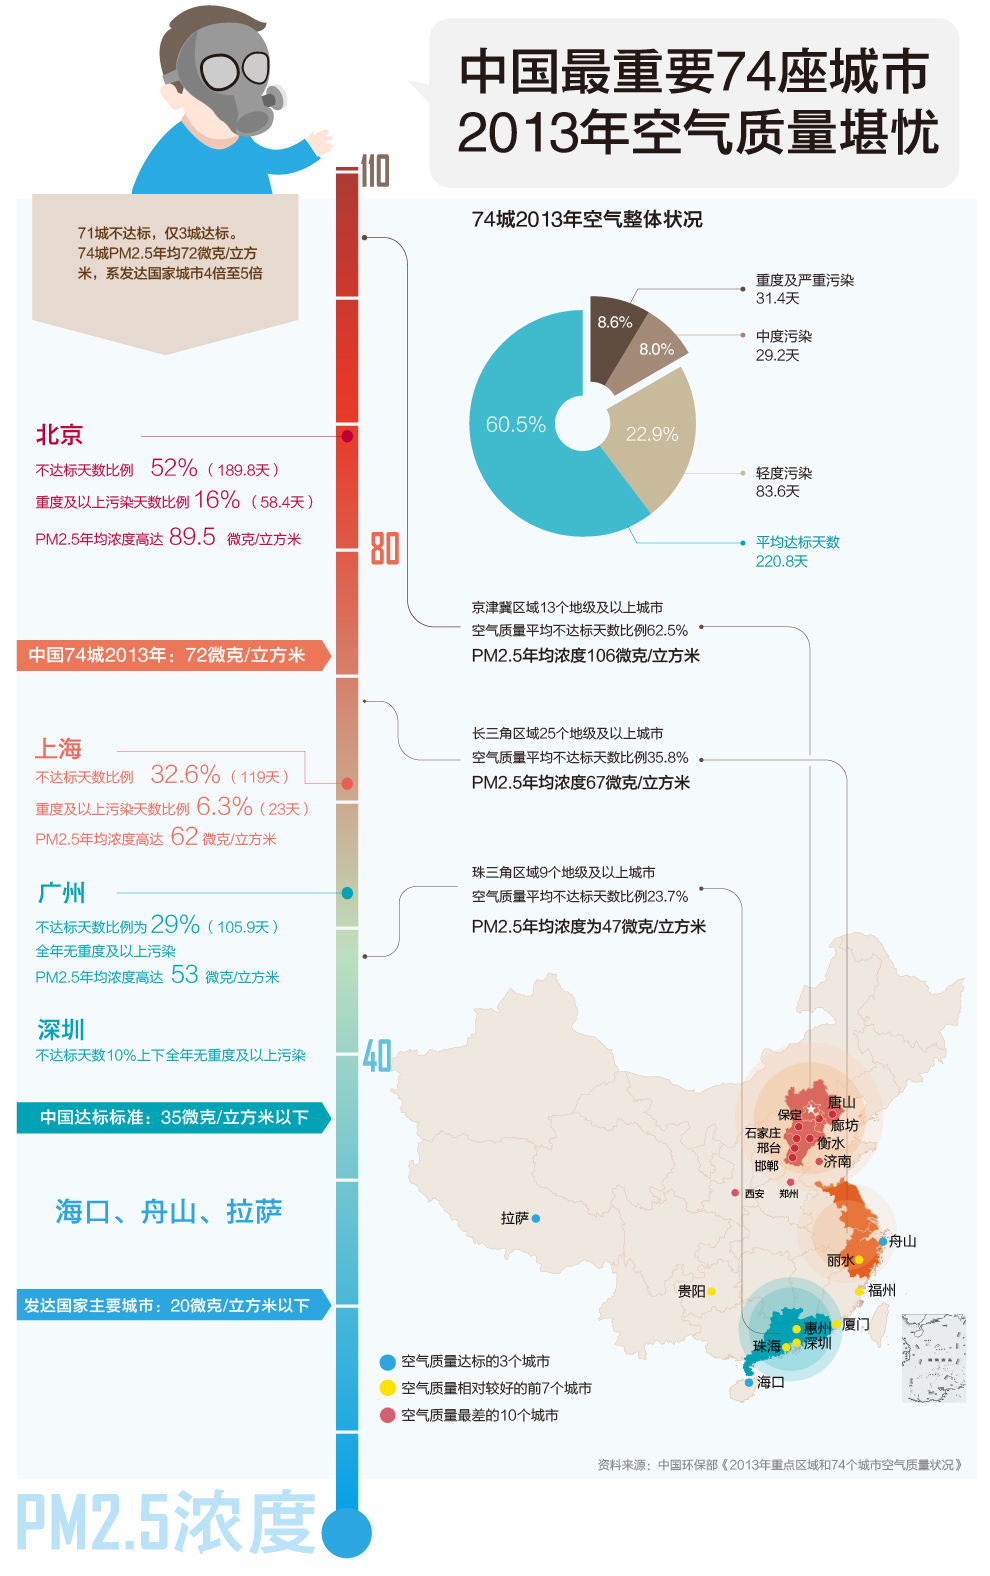 中国最重要74座城市
2013年空气质量堪忧
110
71城不达标，仅3城达标。
74城PM2.5年均72微克/立方
米，系发达国家城市4倍至5倍
74城2013年空气整体状况
重度及严重污染
31.4天
8.6%
中度污染
29.2天
8.0%
60.5%
22.9%
轻度污染
83.6天
平均达标天数
220.8天
北京
不达标天数比例 52%（189.8天）
重度及以上污染天数比例 16%（58.4天）
PM2.5年均浓度高达 89.5 微克/立方米
80
京津冀区域13个地级及以上城市
空气质量平均不达标天数比例62.5%
PM2.5年均浓度106微克/立方米
中国74城2013年：72微克/立方米
长三角区域25个地级及以上城市
空气质量平均不达标天数比例35.8%
PM2.5年均浓度67微克/立方米
上海
不达标天数比例 32.6%（119天）
重度及以上污染天数比例 6.3%（23天）
PM2.5年均浓度高达 62 微克/立方米
珠三角区域9个地级及以上城市
空气质量平均不达标天数比例23.7%
PM2.5年均浓度为47微克/立方米
广州
不达标天数比例为 29%（105.9天）
全年无重度及以上污染
PM2.5年均浓度高达 53 微克/立方米
深圳
不达标天数10%上下全年无重度及以上污染
40
中国达标标准：35微克/立方米以下
海口、舟山、拉萨
发达国家主要城市：20微克/立方米以下
唐山
保定
廊坊
石家庄
衡水
邢台
邯郸
济南
西安
郑州
拉萨
舟山
丽水
贵阳
福州
惠州
厦门
珠海
深圳
海口
空气质量达标的3个城市
空气质量相对较好的前7个城市
空气质量最差的10个城市
资料来源：中国环保部《2013年重点区域和74个城市空气质量状况》
PM2.5浓度